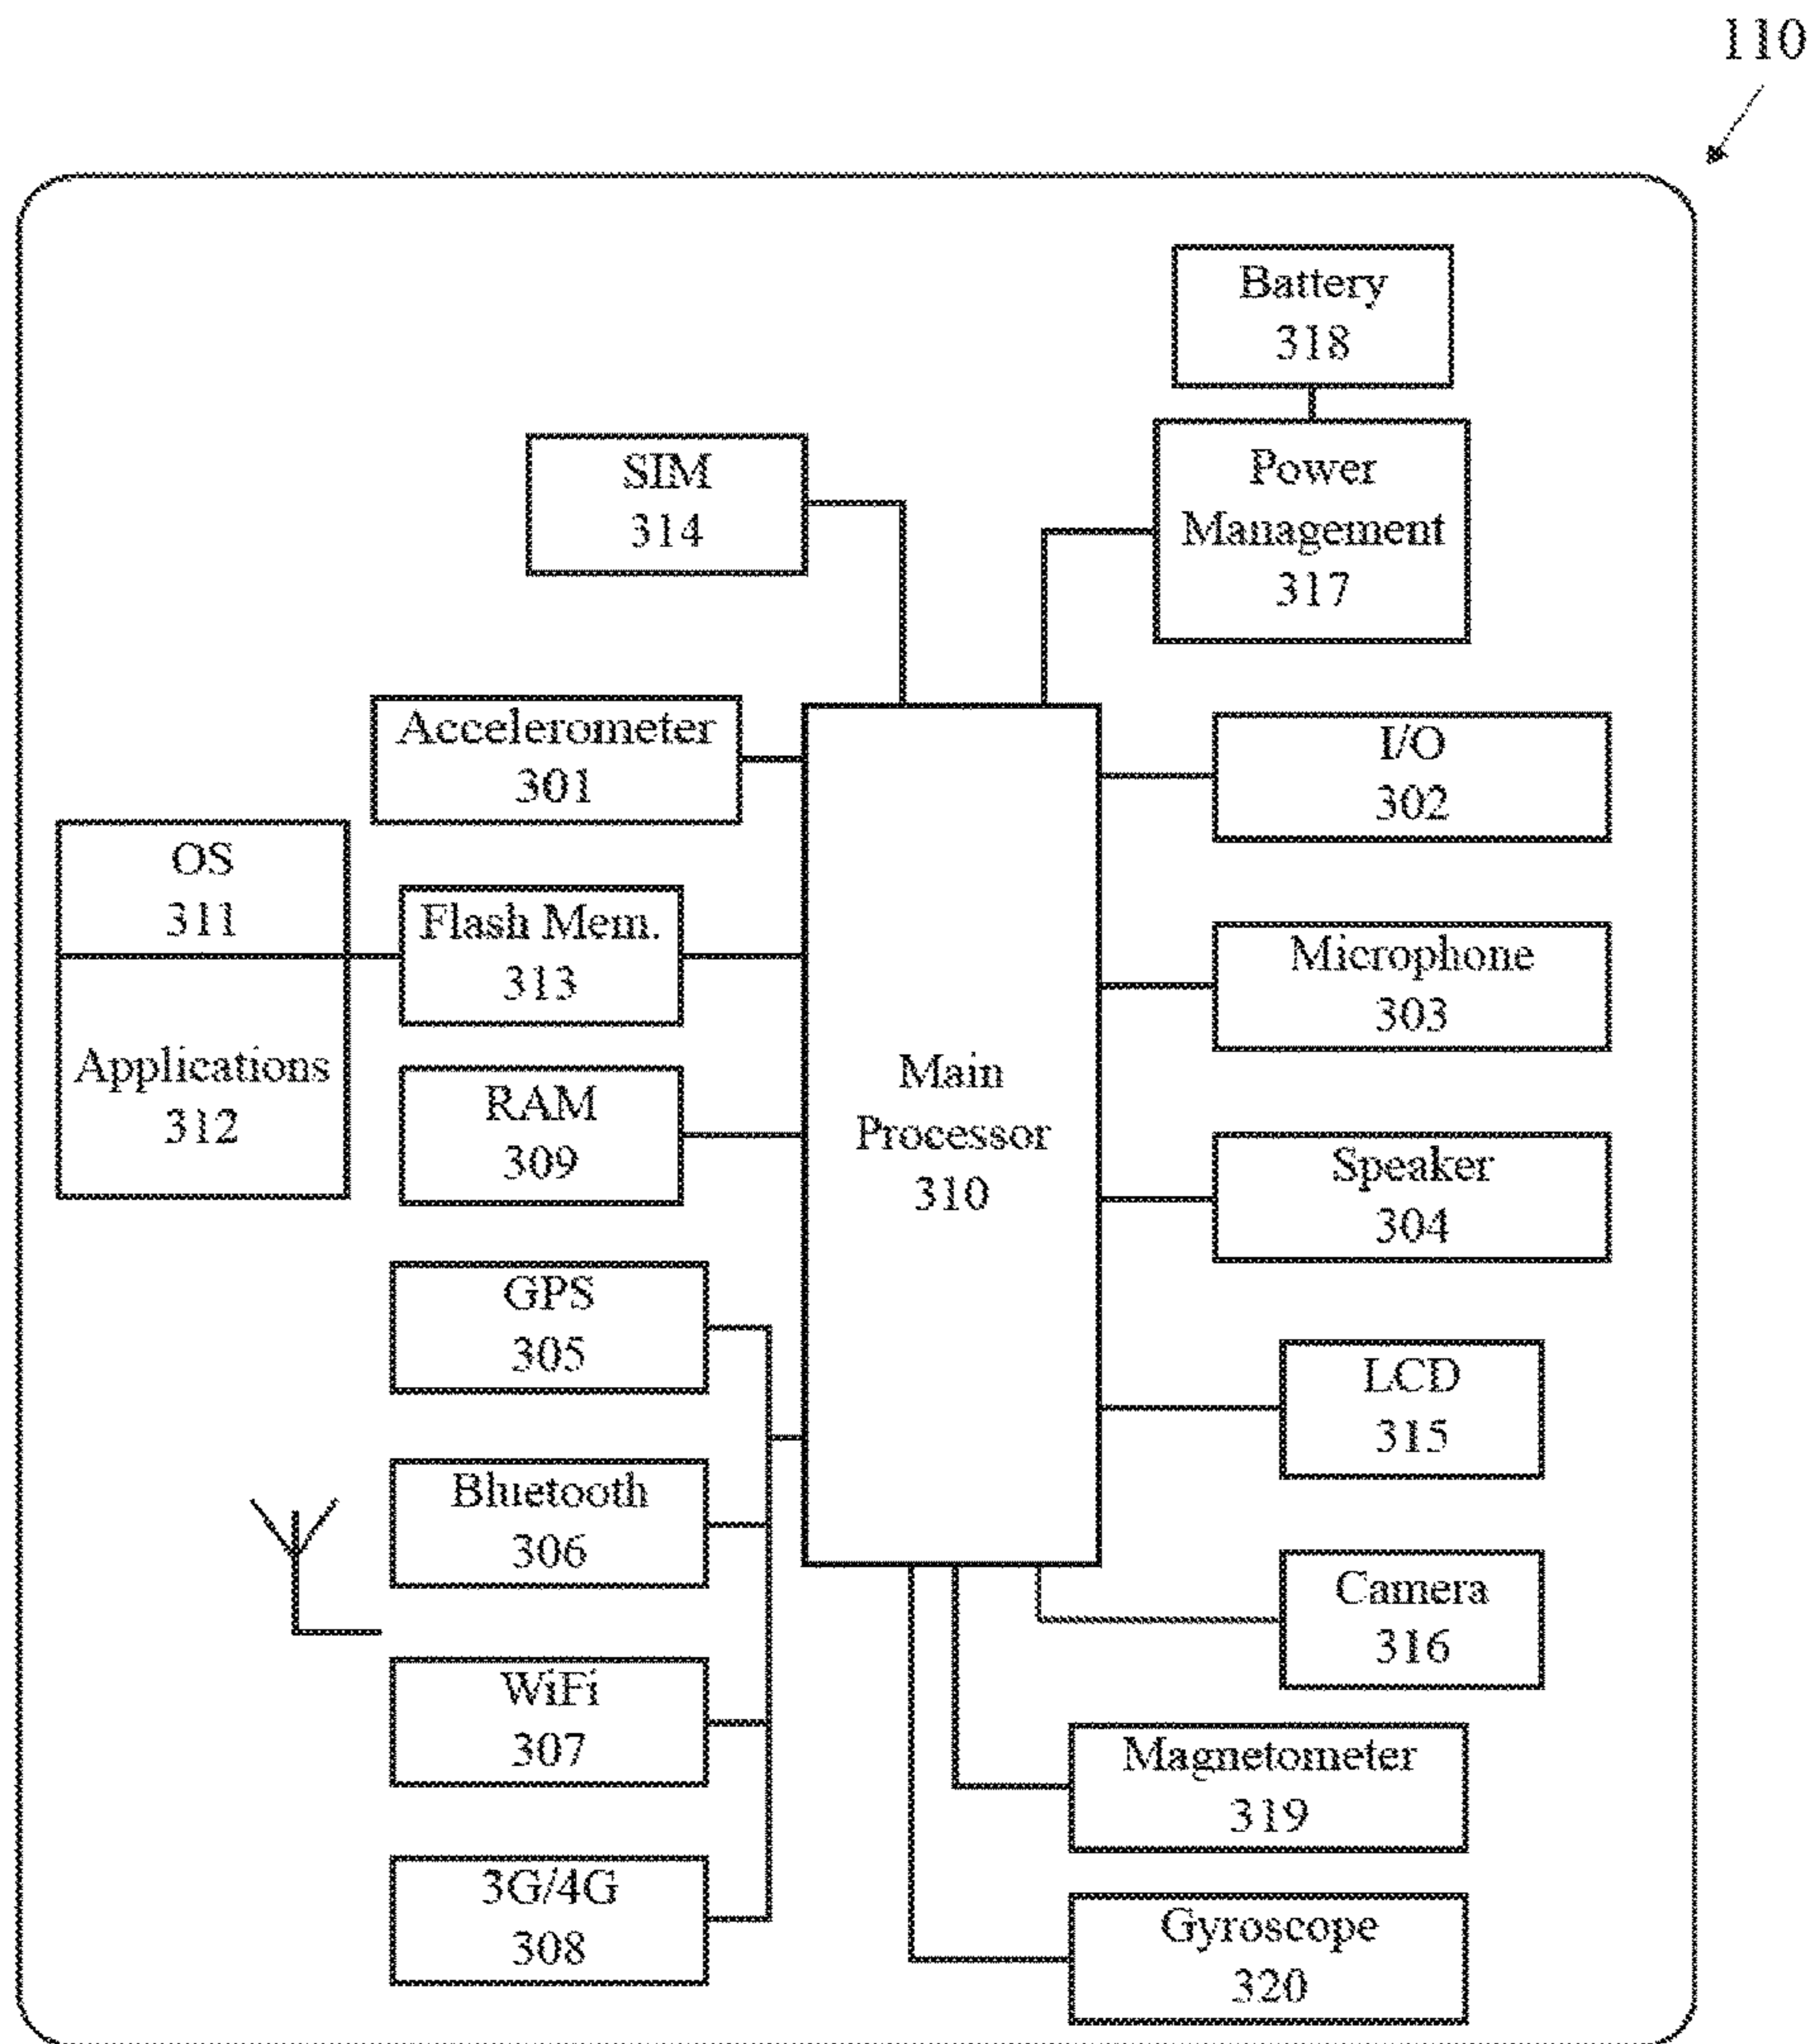 110
Battery
318
Power
Management
317
SIM
314
Accelerometer
301
I/O
302
OS
311
Flash Mem.
313
Microphone
303
Applications
312
RAM
309
Main
Processor
310
Speaker
304
GPS
305
LCD
315
Bluetooth
306
Camera
316
WiFi
307
Magnetometer
319
3G/4G
308
Gyroscope
320